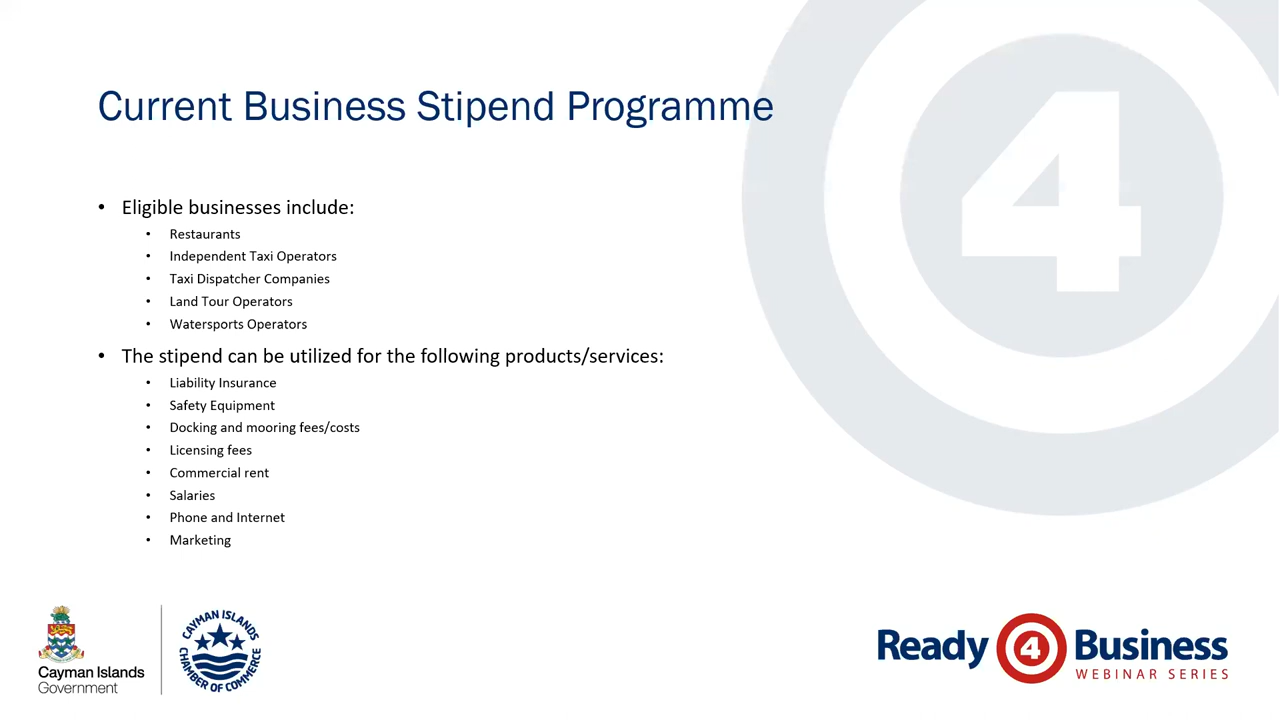 4
Current Business Stipend Programme
• Eligible businesses include:
• Restaurants
• Independent Taxi Operators
• Taxi Dispatcher Companies
• Land Tour Operators
• Watersports Operators
• The stipend can be utilized for the following products/services:
• Liability Insurance
• Safety Equipment
• Docking and mooring fees/costs
• Licensing fees
• Commercial rent
• Salaries
• Phone and Internet
• Marketing
Cayman Islands
Government
CAYMAN ISLANDS
CHAMBER OF COMMERCE
Ready 4 Business
WEBINAR SERIES